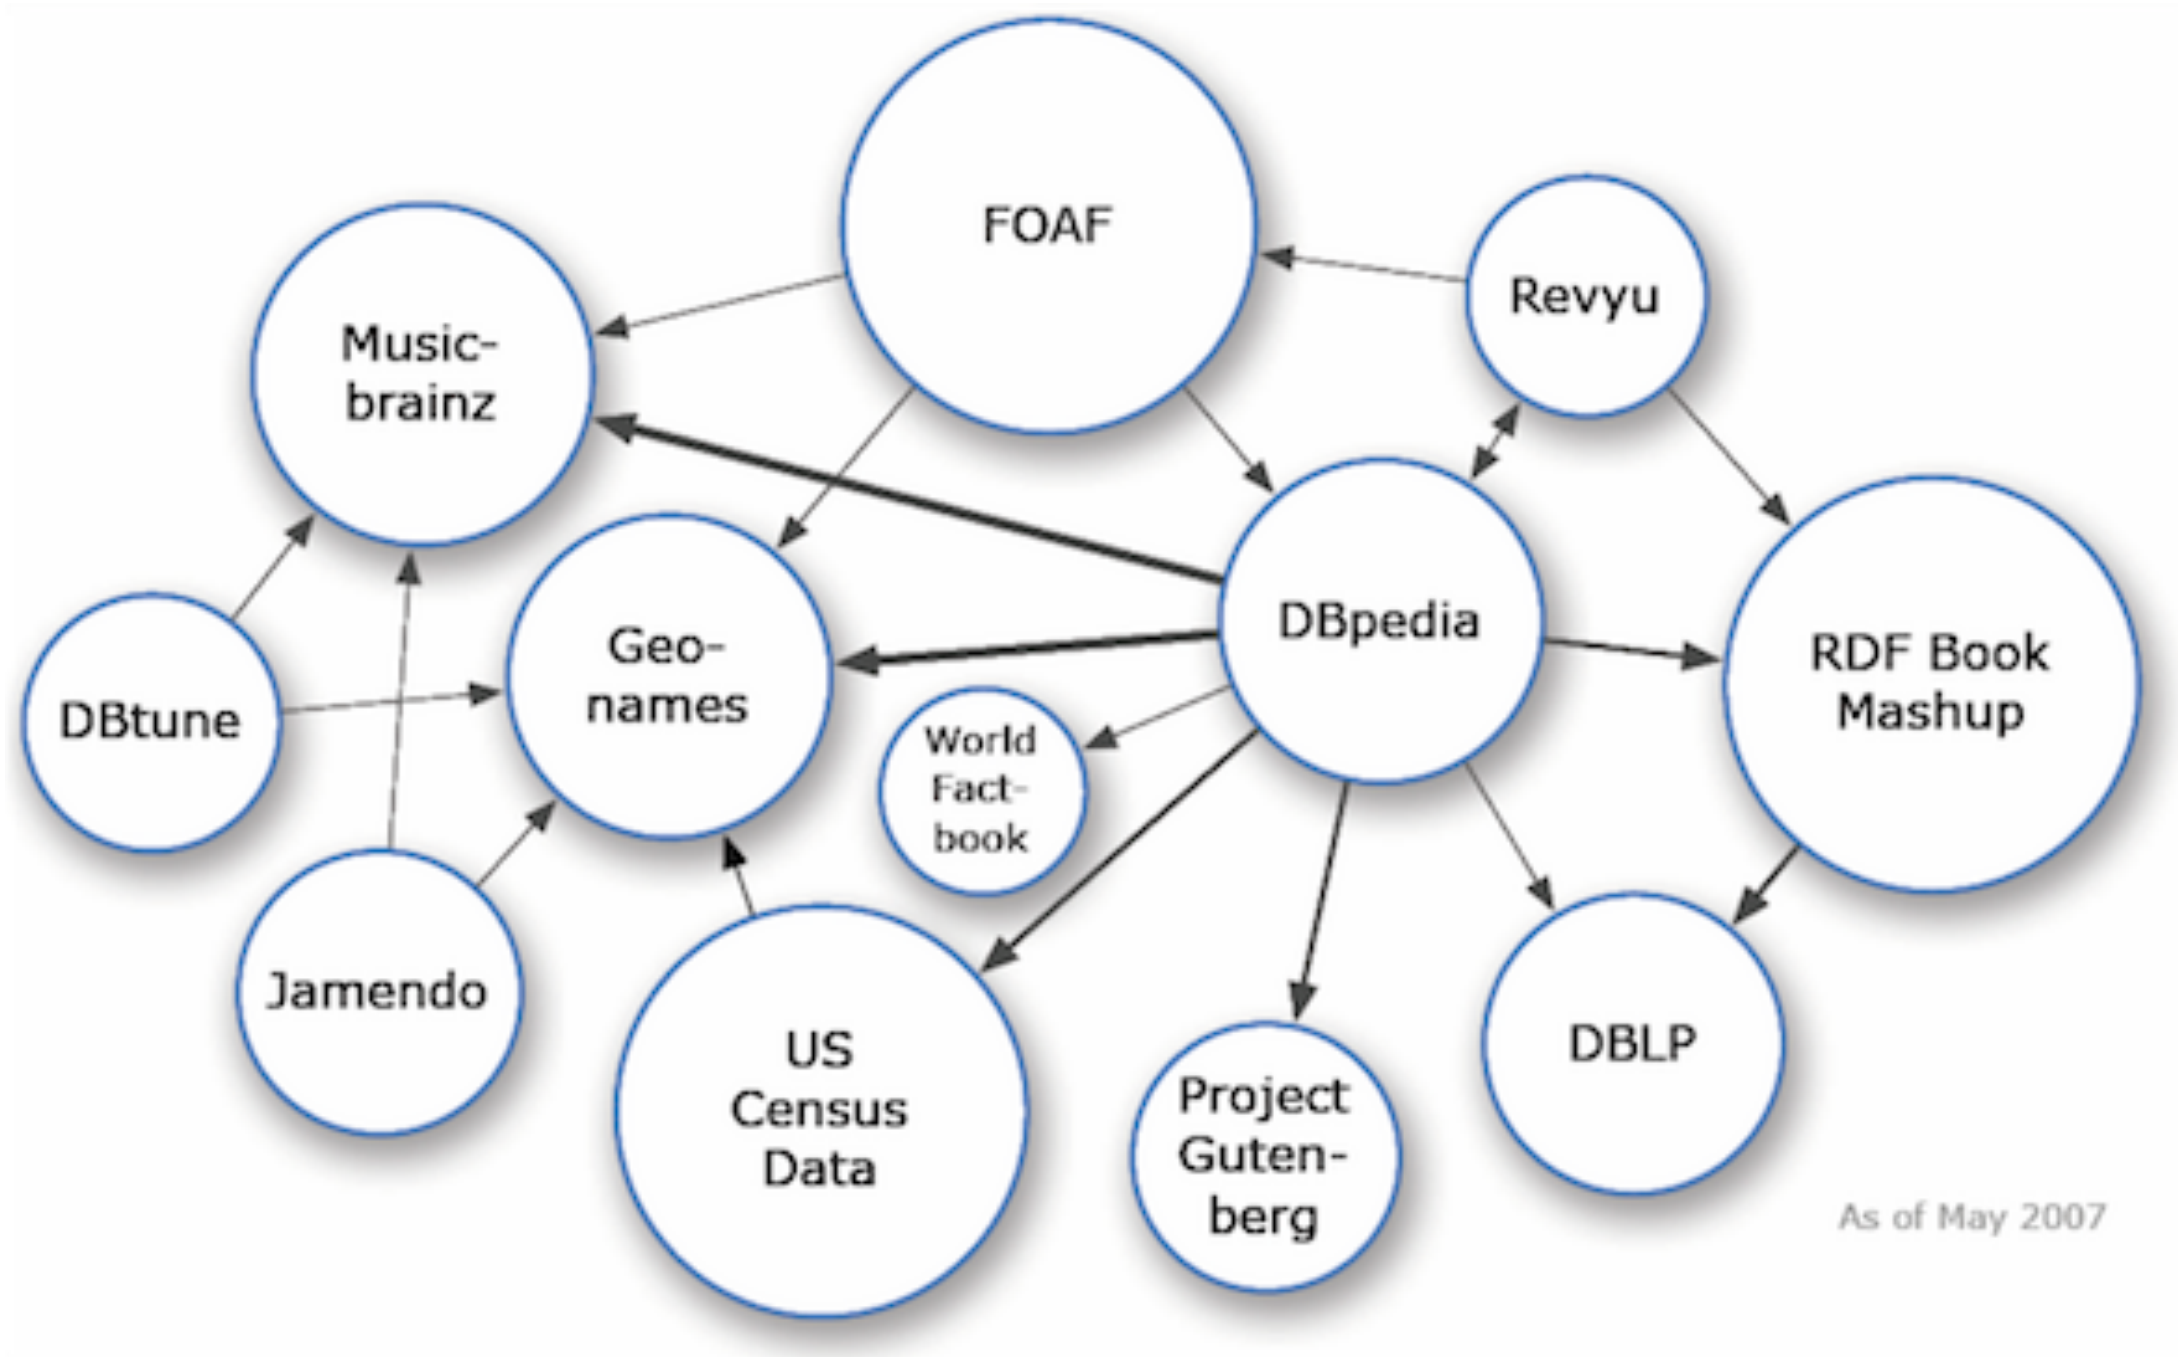 FOAF
Revyu
Music-
brainz
DBpedia
Geo-
names
RDF Book
Mashup
DBtune
World
Fact-
book
Jamendo
US
Census
Data
Project
Guten-
berg
DBLP
As of May 2007